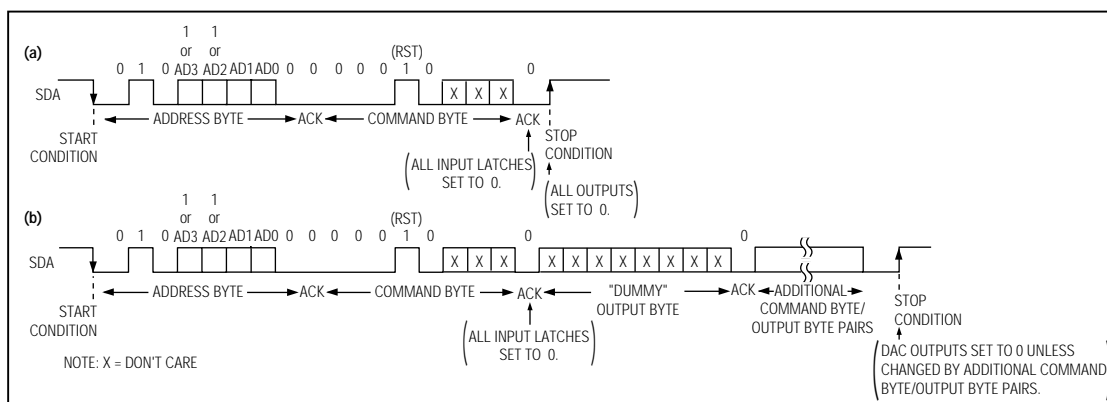 (a)
1 1
or or
AD3 AD2 AD1 AD0
0 1 0 0 0 0 0 0 1 0 0
(RST)
SDA
X X X
ADDRESS BYTE ACK COMMAND BYTE ACK
START
CONDITION
STOP
CONDITION
(ALL INPUT LATCHES
SET TO 0.)
(ALL OUTPUTS
SET TO 0.)
(b)
1 1
or or
AD3 AD2 AD1 AD0
0 1 0 0 0 0 0 0 1 0 0 0
(RST)
SDA
X X X X X X X X X X X
ADDRESS BYTE ACK COMMAND BYTE ACK "DUMMY" ACK ADDITIONAL
OUTPUT BYTE
COMMAND BYTE/
OUTPUT BYTE PAIRS
START
CONDITION
STOP
CONDITION
(ALL INPUT LATCHES
SET TO 0.)
NOTE: X = DON'T CARE
(DAC OUTPUTS SET TO 0 UNLESS
CHANGED BY ADDITIONAL COMMAND
BYTE/OUTPUT BYTE PAIRS.)